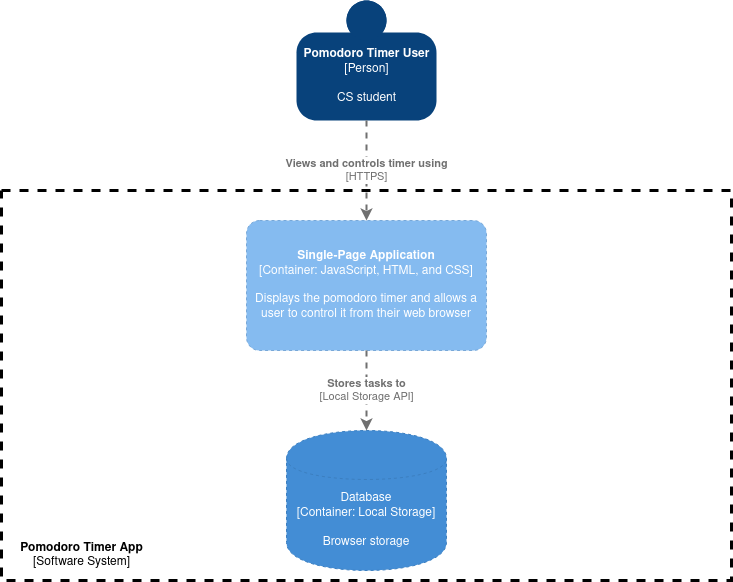 Pomodoro Timer User
[Person]
CS student
Views and controls timer using
[HTTPS]
Single-Page Application
[Container: JavaScript, HTML, and CSS]
Displays the pomodoro timer and allows a
user to control it from their web browser
Stores tasks to
[Local Storage API]
Database
[Container: Local Storage]
Browser storage
Pomodoro Timer App
[Software System]